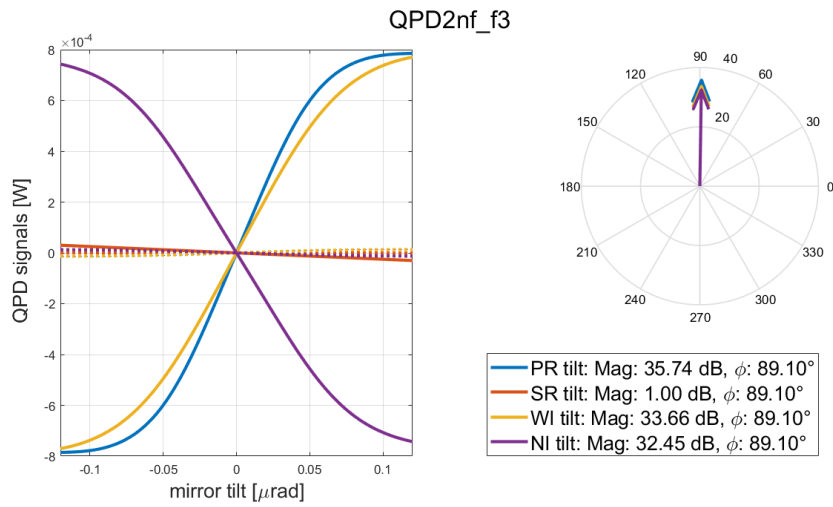 QPD2nf_f3
×10⁻⁴
8
6
4
2
0
-2
-4
-6
-8
QPD signals [W]
-0.1 -0.05 0 0.05 0.1
mirror tilt [μrad]
90 40
120 60
150 20 30
180 0
210 330
240 300
270
PR tilt: Mag: 35.74 dB, ϕ: 89.10°
SR tilt: Mag: 1.00 dB, ϕ: 89.10°
WI tilt: Mag: 33.66 dB, ϕ: 89.10°
NI tilt: Mag: 32.45 dB, ϕ: 89.10°